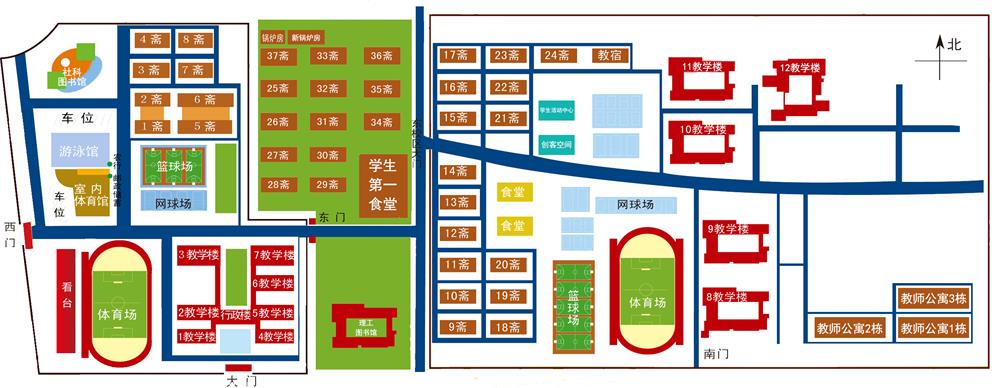 北
4 斋
8 斋
3 斋
7 斋
2 斋
6 斋
1 斋
5 斋
社科
图书馆
车 位
游泳馆
农行
邮政储蓄
室 内
体育馆
车
位
篮球场
网球场
西
门
东 门
看
台
体育场
3教学楼
7教学楼
6教学楼
2教学楼
行政楼
5教学楼
1教学楼
4教学楼
大 门
锅炉房
新锅炉房
37斋
33斋
36斋
25斋
32斋
35斋
26斋
31斋
34斋
27斋
30斋
28斋
29斋
学生
第一
食堂
理工
图书馆
17斋
23斋
24斋
教宿
16斋
22斋
15斋
21斋
学生活动中心
创客空间
14斋
13斋
12斋
食堂
食堂
网球场
11斋
20斋
10斋
19斋
9斋
18斋
篮
球
场
体育场
11教学楼
12教学楼
10教学楼
9教学楼
8教学楼
南门
教师公寓3栋
教师公寓2栋
教师公寓1栋